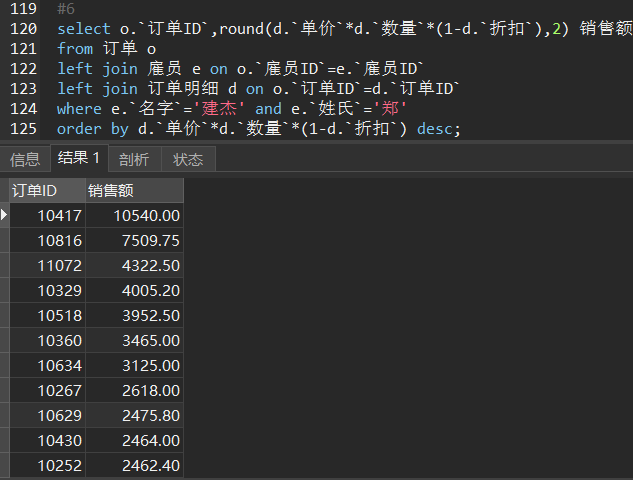 119 #6
120 select o.`订单ID`,round(d.`单价`*d.`数量`*(1-d.`折扣`),2) 销售额
121 from 订单 o
122 left join 雇员 e on o.`雇员ID`=e.`雇员ID`
123 left join 订单明细 d on o.`订单ID`=d.`订单ID`
124 where e.`名字`='建杰' and e.`姓氏`='郑'
125 order by d.`单价`*d.`数量`*(1-d.`折扣`) desc;
信息 结果 1 剖析 状态
订单ID 销售额
10417 10540.00
10816 7509.75
11072 4322.50
10329 4005.20
10518 3952.50
10360 3465.00
10634 3125.00
10267 2618.00
10629 2475.80
10430 2464.00
10252 2462.40